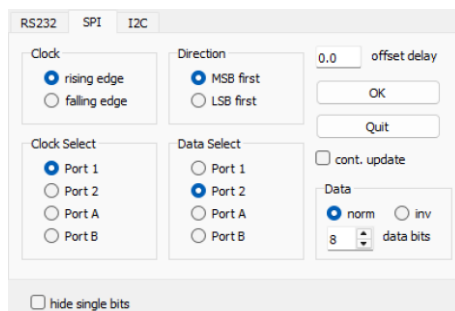 RS232 SPI I2C
Clock
rising edge
falling edge
Direction
MSB first
LSB first
0.0 offset delay
OK
Quit
Clock Select
Port 1
Port 2
Port A
Port B
Data Select
Port 1
Port 2
Port A
Port B
cont. update
Data
norm inv
8 data bits
hide single bits